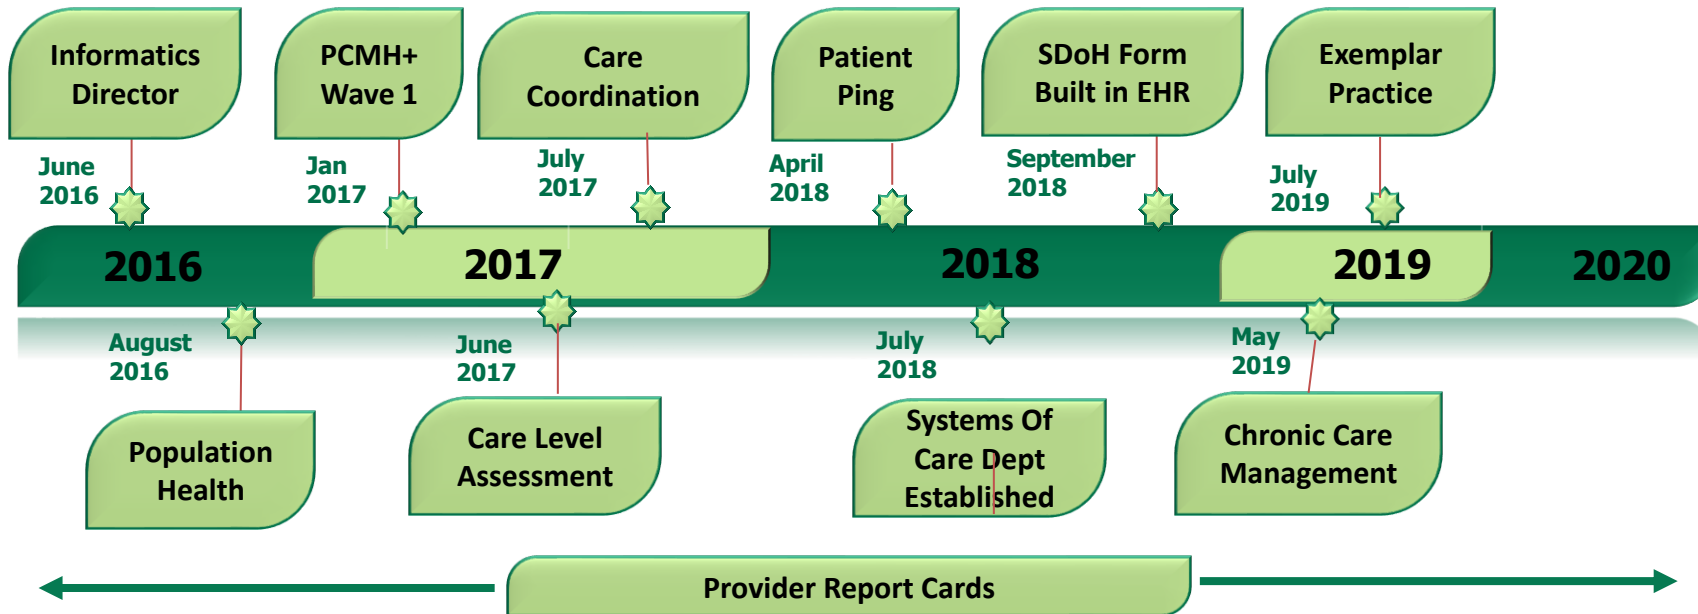 Informatics
Director
PCMH+
Wave 1
Care
Coordination
Patient
Ping
SDoH Form
Built in EHR
Exemplar
Practice
June
2016
Jan
2017
July
2017
April
2018
September
2018
July
2019
2016
2017
2018
2019
2020
August
2016
June
2017
July
2018
May
2019
Population
Health
Care Level
Assessment
Systems Of
Care Dept
Established
Chronic Care
Management
Provider Report Cards